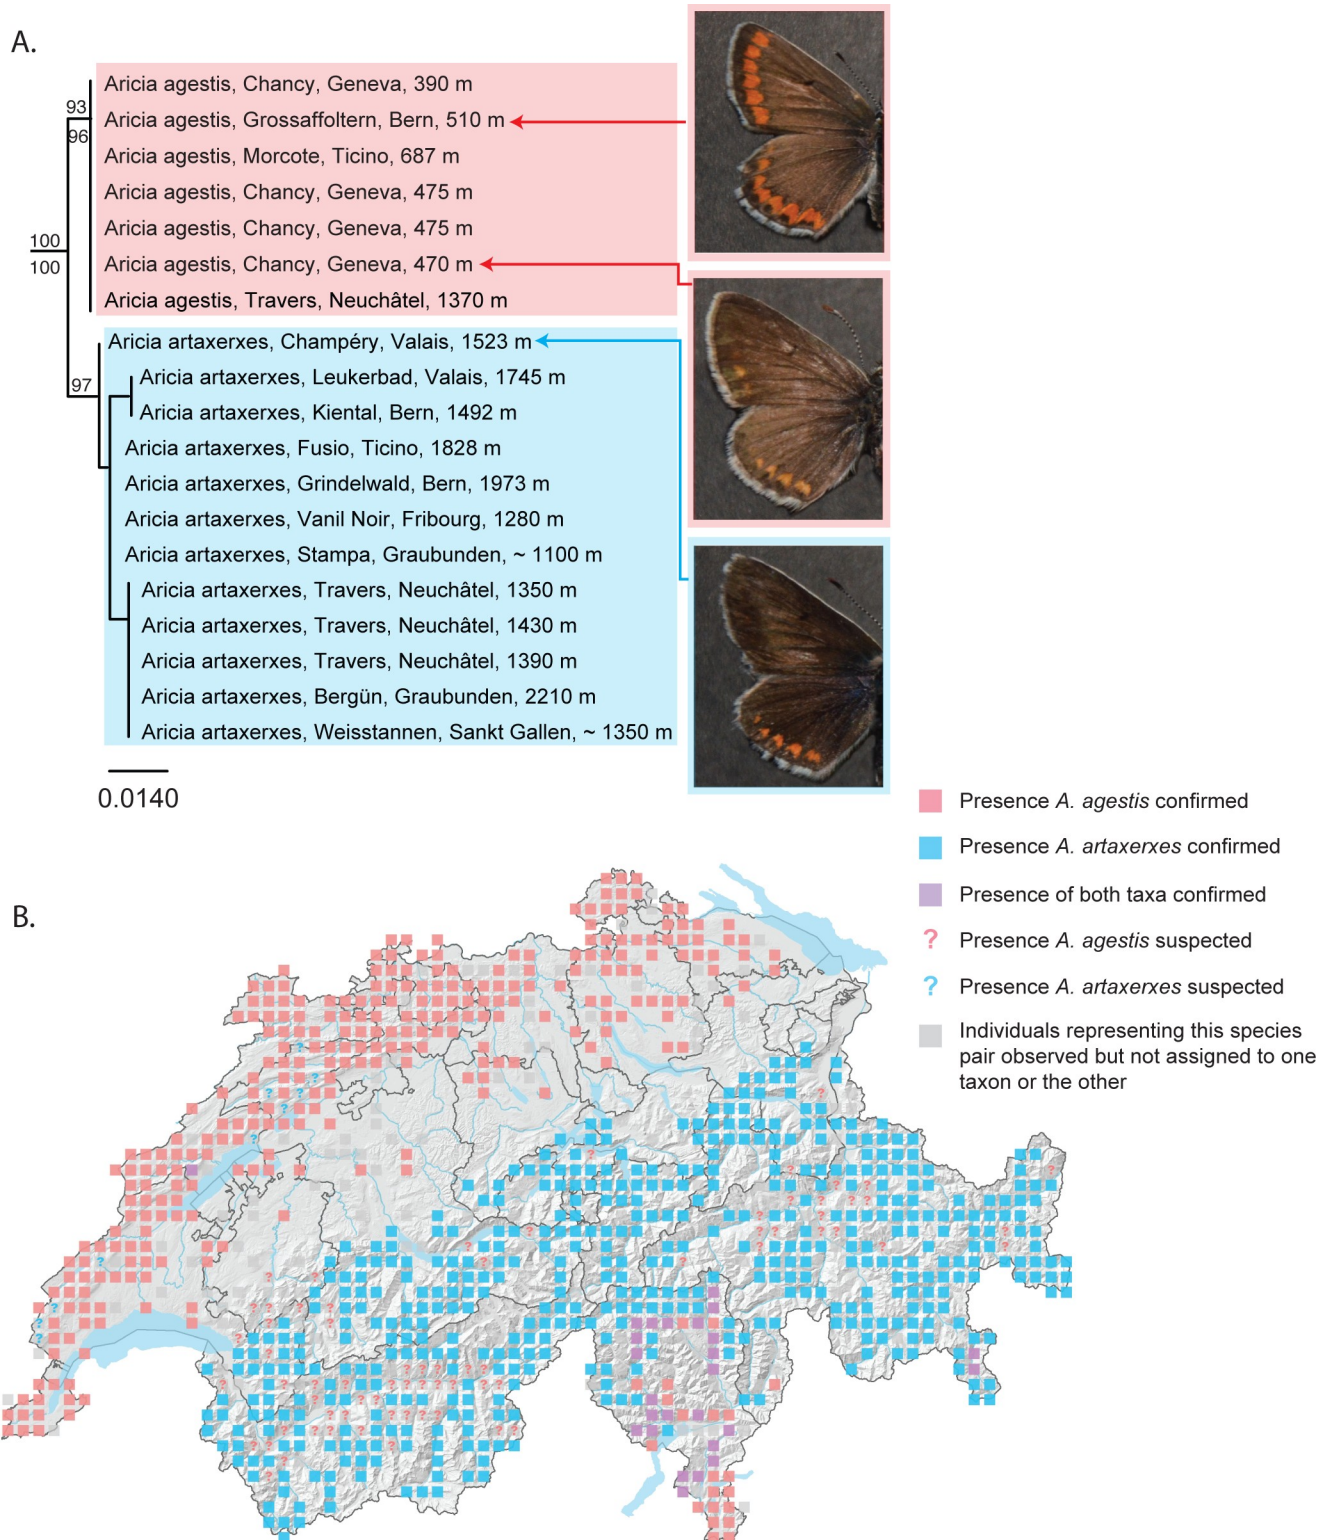 A.
Aricia agestis, Chancy, Geneva, 390 m
93
Aricia agestis, Grossaffoltern, Bern, 510 m
96
Aricia agestis, Morcote, Ticino, 687 m
Aricia agestis, Chancy, Geneva, 475 m
Aricia agestis, Chancy, Geneva, 475 m
100
Aricia agestis, Chancy, Geneva, 470 m
100
Aricia agestis, Travers, Neuchâtel, 1370 m
Aricia artaxerxes, Champéry, Valais, 1523 m
Aricia artaxerxes, Leukerbad, Valais, 1745 m
97
Aricia artaxerxes, Kiental, Bern, 1492 m
Aricia artaxerxes, Fusio, Ticino, 1828 m
Aricia artaxerxes, Grindelwald, Bern, 1973 m
Aricia artaxerxes, Vanil Noir, Fribourg, 1280 m
Aricia artaxerxes, Stampa, Graubunden, ~ 1100 m
Aricia artaxerxes, Travers, Neuchâtel, 1350 m
Aricia artaxerxes, Travers, Neuchâtel, 1430 m
Aricia artaxerxes, Travers, Neuchâtel, 1390 m
Aricia artaxerxes, Bergün, Graubunden, 2210 m
Aricia artaxerxes, Weisstannen, Sankt Gallen, ~ 1350 m
0.0140
B.
Presence A. agestis confirmed
Presence A. artaxerxes confirmed
Presence of both taxa confirmed
? Presence A. agestis suspected
? Presence A. artaxerxes suspected
Individuals representing this species
pair observed but not assigned to one
taxon or the other